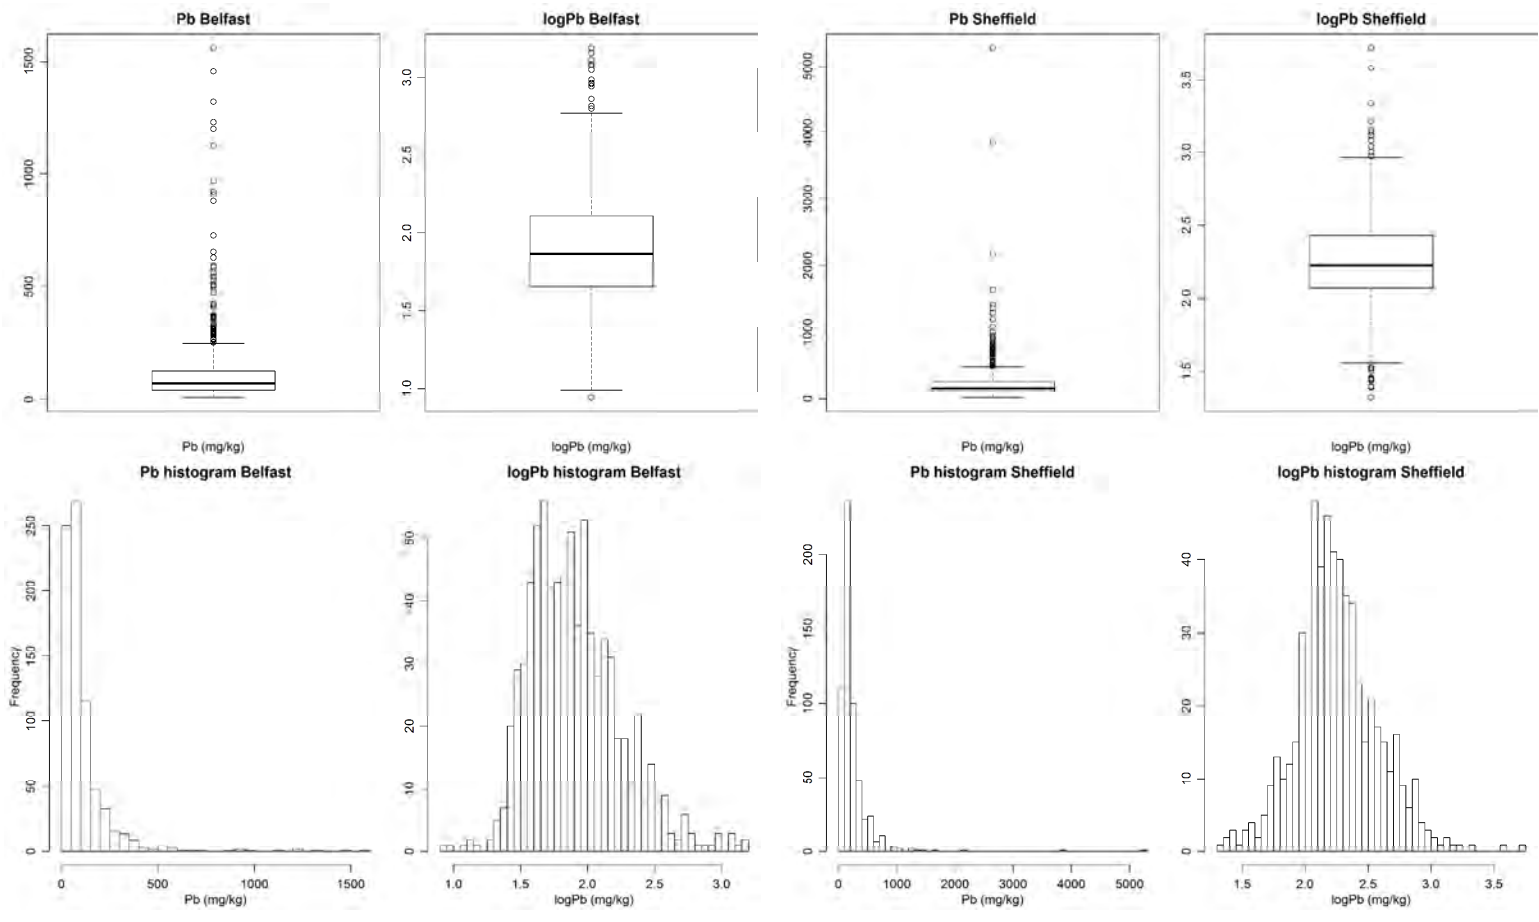 Pb Belfast
1500
1000
500
0
Pb (mg/kg)
logPb Belfast
3.0
2.5
2.0
1.5
1.0
logPb (mg/kg)
Pb Sheffield
5000
4000
3000
2000
1000
0
Pb (mg/kg)
logPb Sheffield
3.5
3.0
2.5
2.0
1.5
logPb (mg/kg)
Pb histogram Belfast
Frequency
250
200
150
100
50
0
0 500 1000 1500
Pb (mg/kg)
logPb histogram Belfast
50
40
30
20
10
0
1.0 1.5 2.0 2.5 3.0
logPb (mg/kg)
Pb histogram Sheffield
Frequency
200
150
100
50
0
0 1000 2000 3000 4000 5000
Pb (mg/kg)
logPb histogram Sheffield
40
30
20
10
0
1.5 2.0 2.5 3.0 3.5
logPb (mg/kg)